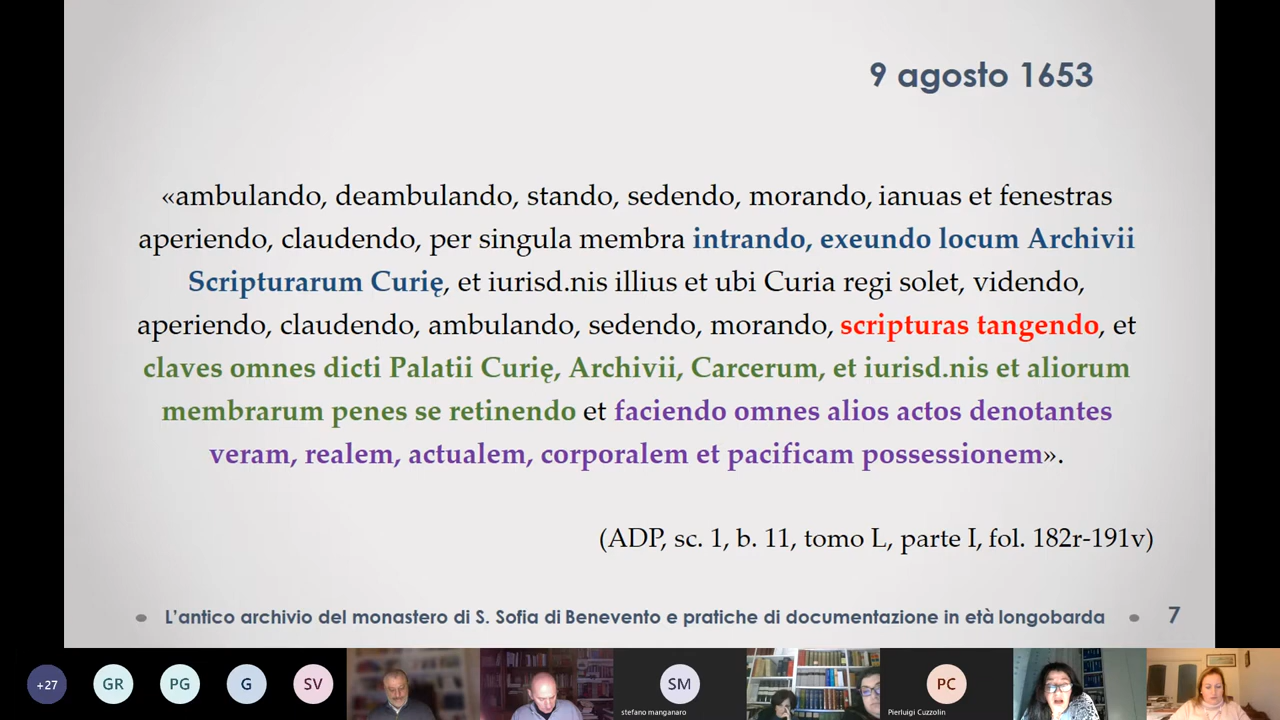 9 agosto 1653
«ambulando, deambulando, stando, sedendo, morando, ianuas et fenestras
aperiendo, claudendo, per singula membra intrando, exeundo locum Archivii
Scripturarum Curię, et iurisd.nis illius et ubi Curia regi solet, videndo,
aperiendo, claudendo, ambulando, sedendo, morando, scripturas tangendo, et
claves omnes dicti Palatii Curię, Archivii, Carcerum, et iurisd.nis et aliorum
membrarum penes se retinendo et faciendo omnes alios actos denotantes
veram, realem, actualem, corporalem et pacificam possessionem».
(ADP, sc. 1, b. 11, tomo L, parte I, fol. 182r-191v)
L'antico archivio del monastero di S. Sofia di Benevento e pratiche di documentazione in età longobarda 7
+27 GR PG G SV SM PC
stefano manganaro Pierluigi Cuzzolin